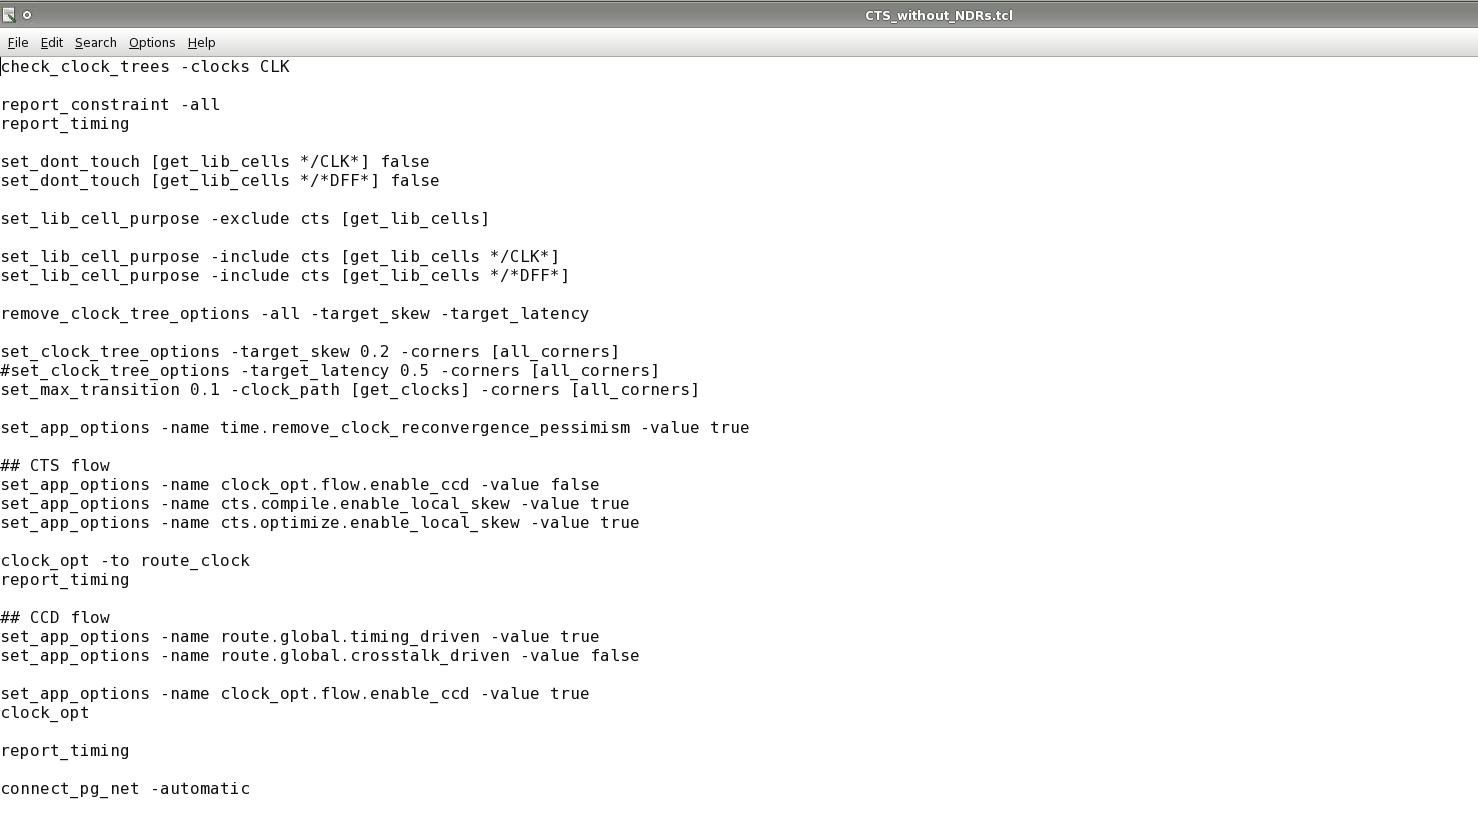 CTS_without_NDRs.tcl
File Edit Search Options Help
check_clock_trees -clocks CLK
report_constraint -all
report_timing
set_dont_touch [get_lib_cells */CLK*] false
set_dont_touch [get_lib_cells */*DFF*] false
set_lib_cell_purpose -exclude cts [get_lib_cells]
set_lib_cell_purpose -include cts [get_lib_cells */CLK*]
set_lib_cell_purpose -include cts [get_lib_cells */*DFF*]
remove_clock_tree_options -all -target_skew -target_latency
set_clock_tree_options -target_skew 0.2 -corners [all_corners]
#set_clock_tree_options -target_latency 0.5 -corners [all_corners]
set_max_transition 0.1 -clock_path [get_clocks] -corners [all_corners]
set_app_options -name time.remove_clock_reconvergence_pessimism -value true
## CTS flow
set_app_options -name clock_opt.flow.enable_ccd -value false
set_app_options -name cts.compile.enable_local_skew -value true
set_app_options -name cts.optimize.enable_local_skew -value true
clock_opt -to route_clock
report_timing
## CCD flow
set_app_options -name route.global.timing_driven -value true
set_app_options -name route.global.crosstalk_driven -value false
set_app_options -name clock_opt.flow.enable_ccd -value true
clock_opt
report_timing
connect_pg_net -automatic